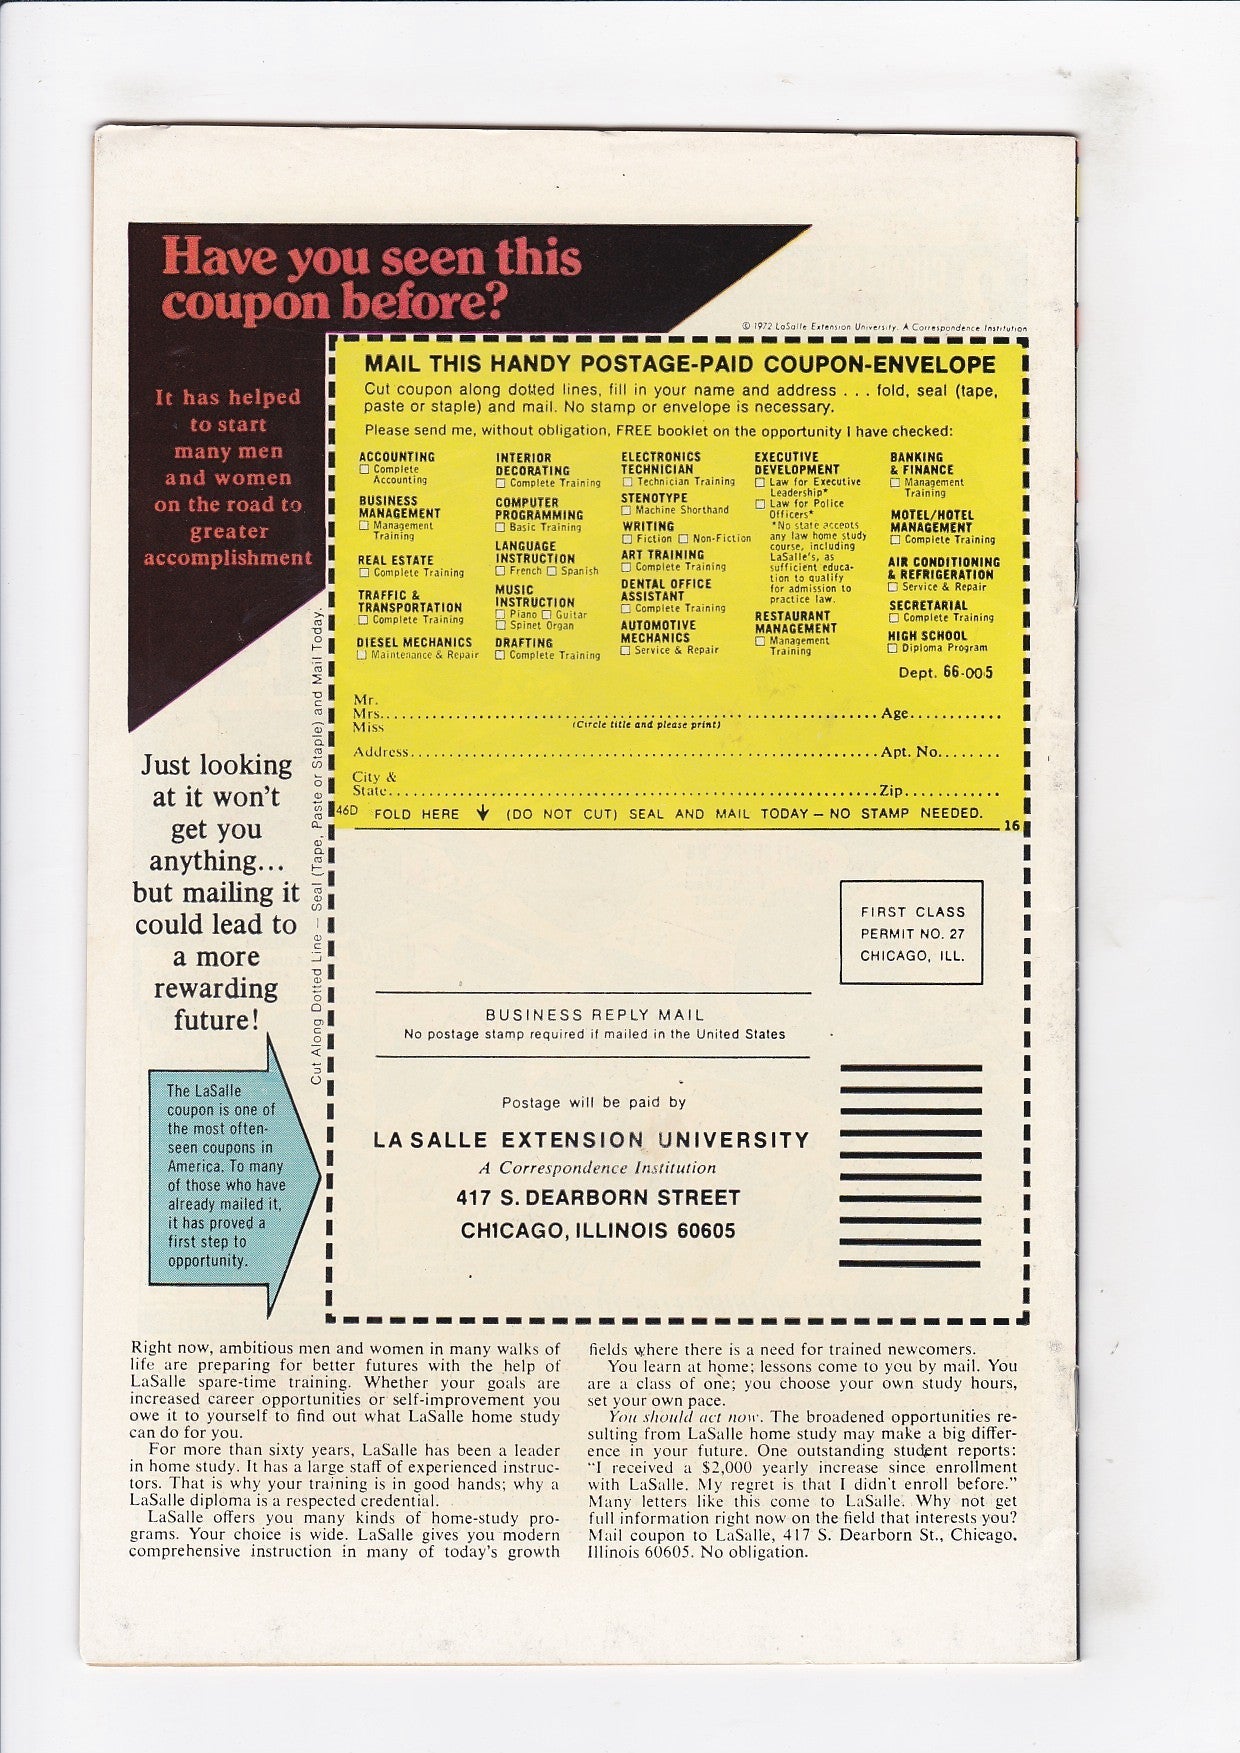 Have you seen this
coupon before?
© 1972 LaSalle Extension University. A Correspondence Institution
It has helped
to start
many men
and women
on the road to
greater
accomplishment
MAIL THIS HANDY POSTAGE-PAID COUPON-ENVELOPE
Cut coupon along dotted lines, fill in your name and address . . . fold, seal (tape,
paste or staple) and mail. No stamp or envelope is necessary.
Please send me, without obligation, FREE booklet on the opportunity I have checked:
ACCOUNTING
☐ Complete
Accounting
BUSINESS
MANAGEMENT
☐ Management
Training
REAL ESTATE
☐ Complete Training
TRAFFIC &
TRANSPORTATION
☐ Complete Training
DIESEL MECHANICS
☐ Maintenance & Repair
INTERIOR
DECORATING
☐ Complete Training
COMPUTER
PROGRAMMING
☐ Basic Training
LANGUAGE
INSTRUCTION
☐ French ☐ Spanish
MUSIC
INSTRUCTION
☐ Piano ☐ Guitar
☐ Spinet Organ
DRAFTING
☐ Complete Training
ELECTRONICS
TECHNICIAN
☐ Technician Training
STENOTYPE
☐ Machine Shorthand
WRITING
☐ Fiction ☐ Non-Fiction
ART TRAINING
☐ Complete Training
DENTAL OFFICE
ASSISTANT
☐ Complete Training
AUTOMOTIVE
MECHANICS
☐ Service & Repair
EXECUTIVE
DEVELOPMENT
☐ Law for Executive
Leadership*
☐ Law for Police
Officers*
*No state accepts
any law home study
course, including
LaSalle's, as
sufficient educa-
tion to qualify
for admission to
practice law.
RESTAURANT
MANAGEMENT
☐ Management
Training
BANKING
& FINANCE
☐ Management
Training
MOTEL/HOTEL
MANAGEMENT
☐ Complete Training
AIR CONDITIONING
& REFRIGERATION
☐ Service & Repair
SECRETARIAL
☐ Complete Training
HIGH SCHOOL
☐ Diploma Program
Dept. 66-005
Mr.
Mrs. Age
Miss (Circle title and please print)
Address Apt. No.
City &
State Zip
46D FOLD HERE ↓ (DO NOT CUT) SEAL AND MAIL TODAY – NO STAMP NEEDED.
16
Cut Along Dotted Line – Seal (Tape, Paste or Staple) and Mail Today.
Just looking
at it won't
get you
anything...
but mailing it
could lead to
a more
rewarding
future!
The LaSalle
coupon is one of
the most often-
seen coupons in
America. To many
of those who have
already mailed it,
it has proved a
first step to
opportunity.
FIRST CLASS
PERMIT NO. 27
CHICAGO, ILL.
BUSINESS REPLY MAIL
No postage stamp required if mailed in the United States
Postage will be paid by
LA SALLE EXTENSION UNIVERSITY
A Correspondence Institution
417 S. DEARBORN STREET
CHICAGO, ILLINOIS 60605
Right now, ambitious men and women in many walks of
life are preparing for better futures with the help of
LaSalle spare-time training. Whether your goals are
increased career opportunities or self-improvement you
owe it to yourself to find out what LaSalle home study
can do for you.
For more than sixty years, LaSalle has been a leader
in home study. It has a large staff of experienced instruc-
tors. That is why your training is in good hands; why a
LaSalle diploma is a respected credential.
LaSalle offers you many kinds of home-study pro-
grams. Your choice is wide. LaSalle gives you modern
comprehensive instruction in many of today's growth
fields where there is a need for trained newcomers.
You learn at home; lessons come to you by mail. You
are a class of one; you choose your own study hours,
set your own pace.
You should act now. The broadened opportunities re-
sulting from LaSalle home study may make a big differ-
ence in your future. One outstanding student reports:
"I received a $2,000 yearly increase since enrollment
with LaSalle. My regret is that I didn't enroll before."
Many letters like this come to LaSalle. Why not get
full information right now on the field that interests you?
Mail coupon to LaSalle, 417 S. Dearborn St., Chicago,
Illinois 60605. No obligation.